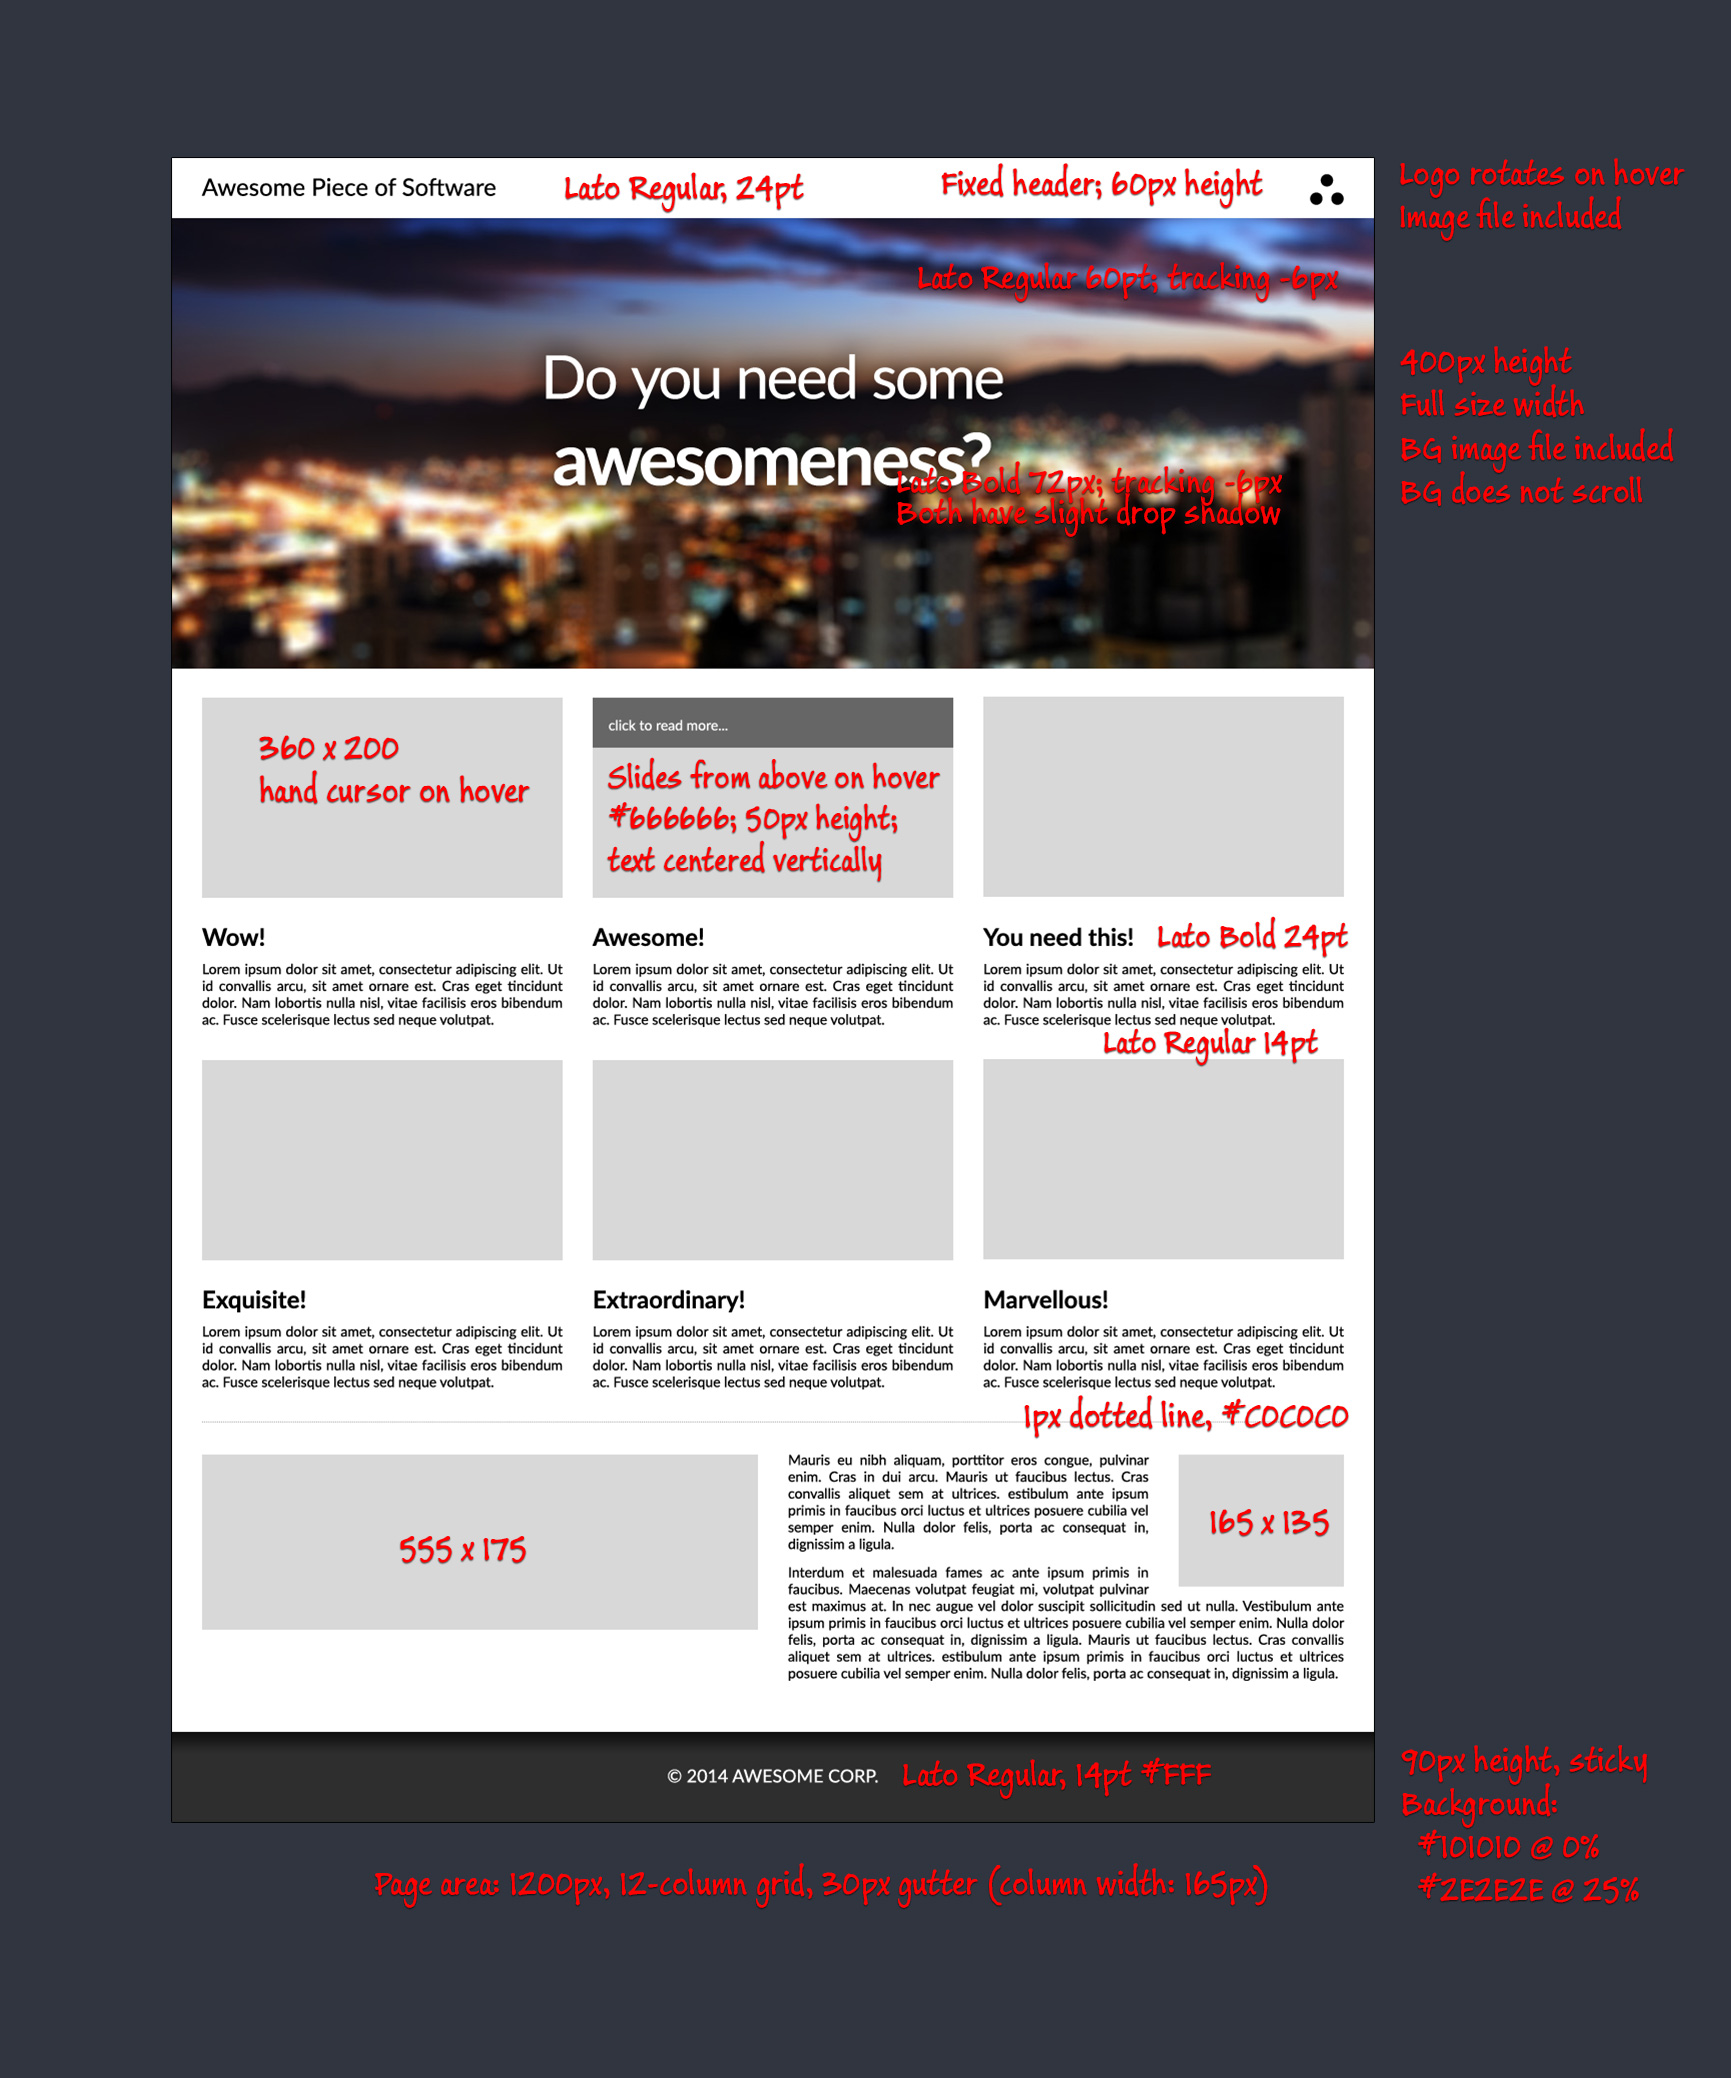 Awesome Piece of Software
Lato Regular, 24pt
Fixed header; 60px height
Logo rotates on hover
Image file included
Lato Regular 60pt; tracking -6px
Do you need some
awesomeness?
Lato Bold 72px; tracking -6px
Both have slight drop shadow
400px height
Full size width
BG image file included
BG does not scroll
360 x 200
hand cursor on hover
click to read more...
Slides from above on hover
#666666; 50px height;
text centered vertically
Wow!
Lorem ipsum dolor sit amet, consectetur adipiscing elit. Ut
id convallis arcu, sit amet ornare est. Cras eget tincidunt
dolor. Nam lobortis nulla nisl, vitae facilisis eros bibendum
ac. Fusce scelerisque lectus sed neque volutpat.
Awesome!
Lorem ipsum dolor sit amet, consectetur adipiscing elit. Ut
id convallis arcu, sit amet ornare est. Cras eget tincidunt
dolor. Nam lobortis nulla nisl, vitae facilisis eros bibendum
ac. Fusce scelerisque lectus sed neque volutpat.
You need this!
Lato Bold 24pt
Lorem ipsum dolor sit amet, consectetur adipiscing elit. Ut
id convallis arcu, sit amet ornare est. Cras eget tincidunt
dolor. Nam lobortis nulla nisl, vitae facilisis eros bibendum
ac. Fusce scelerisque lectus sed neque volutpat.
Lato Regular 14pt
Exquisite!
Lorem ipsum dolor sit amet, consectetur adipiscing elit. Ut
id convallis arcu, sit amet ornare est. Cras eget tincidunt
dolor. Nam lobortis nulla nisl, vitae facilisis eros bibendum
ac. Fusce scelerisque lectus sed neque volutpat.
Extraordinary!
Lorem ipsum dolor sit amet, consectetur adipiscing elit. Ut
id convallis arcu, sit amet ornare est. Cras eget tincidunt
dolor. Nam lobortis nulla nisl, vitae facilisis eros bibendum
ac. Fusce scelerisque lectus sed neque volutpat.
Marvellous!
Lorem ipsum dolor sit amet, consectetur adipiscing elit. Ut
id convallis arcu, sit amet ornare est. Cras eget tincidunt
dolor. Nam lobortis nulla nisl, vitae facilisis eros bibendum
ac. Fusce scelerisque lectus sed neque volutpat.
1px dotted line, #C0C0C0
555 x 175
Mauris eu nibh aliquam, porttitor eros congue, pulvinar
enim. Cras in dui arcu. Mauris ut faucibus lectus. Cras
convallis aliquet sem at ultrices. estibulum ante ipsum
primis in faucibus orci luctus et ultrices posuere cubilia vel
semper enim. Nulla dolor felis, porta ac consequat in,
dignissim a ligula.
165 x 135
Interdum et malesuada fames ac ante ipsum primis in
faucibus. Maecenas volutpat feugiat mi, volutpat pulvinar
est maximus at. In nec augue vel dolor suscipit sollicitudin sed ut nulla. Vestibulum ante
ipsum primis in faucibus orci luctus et ultrices posuere cubilia vel semper enim. Nulla dolor
felis, porta ac consequat in, dignissim a ligula. Mauris ut faucibus lectus. Cras convallis
aliquet sem at ultrices. estibulum ante ipsum primis in faucibus orci luctus et ultrices
posuere cubilia vel semper enim. Nulla dolor felis, porta ac consequat in, dignissim a ligula.
© 2014 AWESOME CORP.
Lato Regular, 14pt #FFF
90px height, sticky
Background:
#101010 @ 0%
#2E2E2E @ 25%
Page area: 1200px, 12-column grid, 30px gutter (column width: 165px)